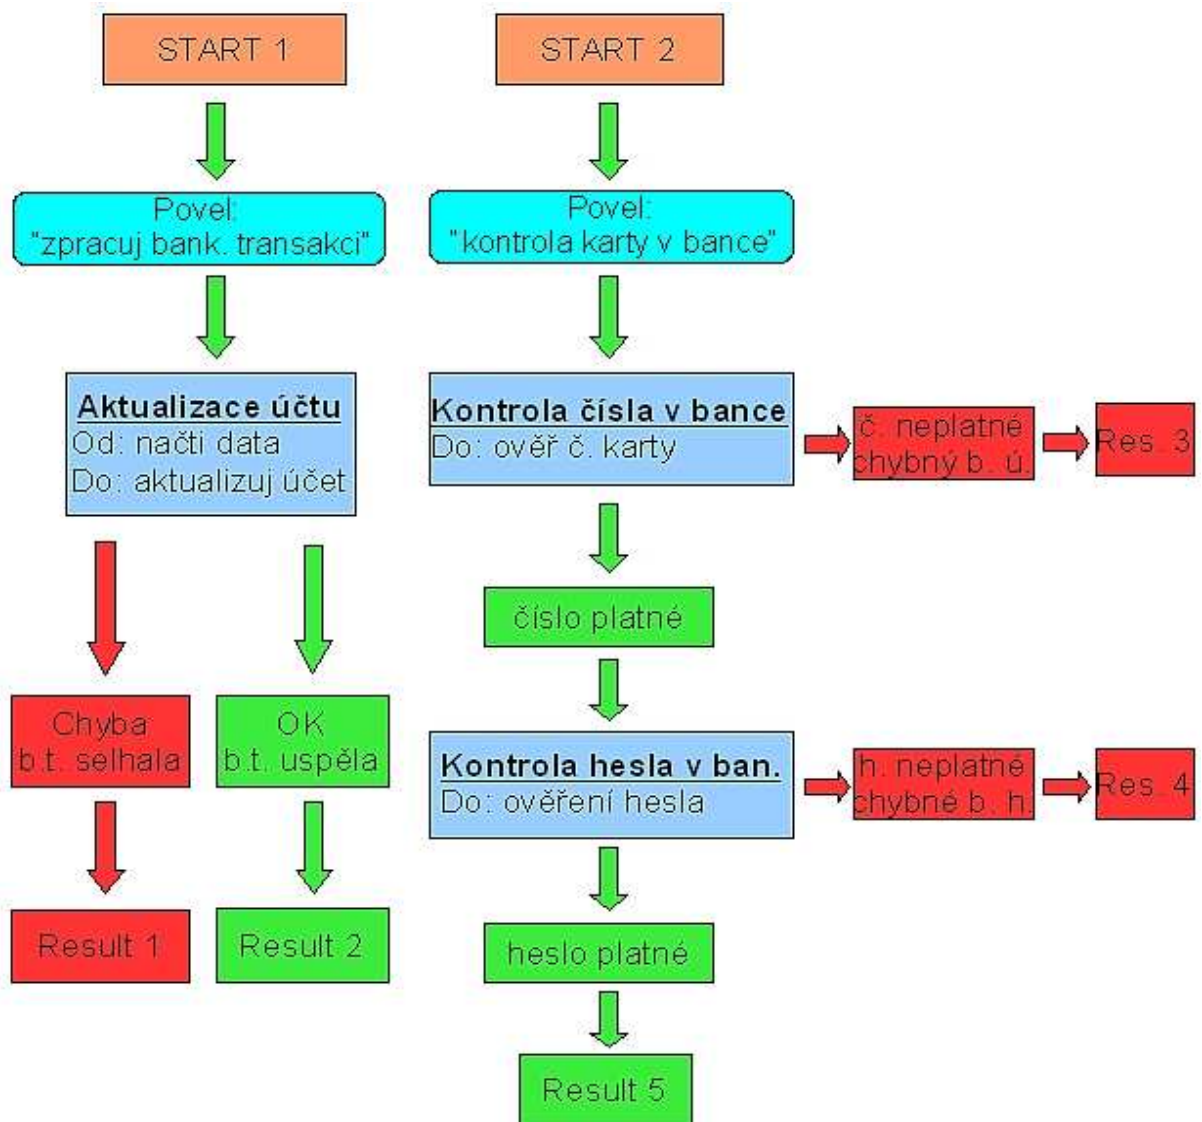 START 1
Povel:
"zpracuj bank. transakci"
Aktualizace účtu
Od: načti data
Do: aktualizuj účet
Chyba
b.t. selhala
Result 1
OK
b.t. uspěla
Result 2
START 2
Povel:
"kontrola karty v bance"
Kontrola čísla v bance
Do: ověř č. karty
č. neplatné
chybný b. ú.
Res. 3
číslo platné
Kontrola hesla v ban.
Do: ověření hesla
h. neplatné
chybné b. h.
Res. 4
heslo platné
Result 5